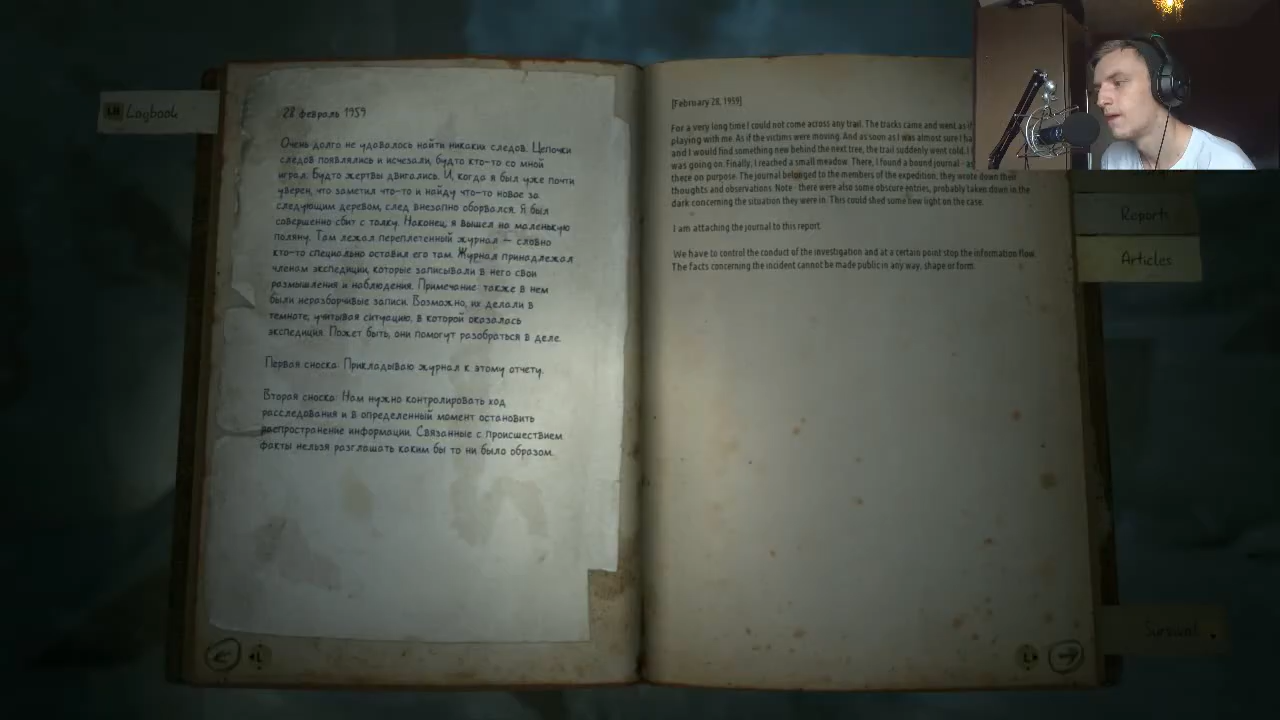 LB Logbook
28 февраль 1959
Очень долго не удавалось найти никаких следов. Цепочки
следов появлялись и исчезали, будто кто-то со мной
играл. Будто жертвы двигались. И, когда я был уже почти
уверен, что заметил что-то и найду что-то новое за
следующим деревом, след внезапно оборвался. Я был
совершенно сбит с толку. Наконец, я вышел на маленькую
поляну. Там лежал переплетенный журнал — словно
кто-то специально оставил его там. Журнал принадлежал
членам экспедиции, которые записывали в него свои
размышления и наблюдения. Примечание: также в нем
были неразборчивые записи. Возможно, их делали в
темноте, учитывая ситуацию, в которой оказалась
экспедиция. Может быть, они помогут разобраться в деле.
Первая сноска: Прикладываю журнал к этому отчету.
Вторая сноска: Нам нужно контролировать ход
расследования и в определенный момент остановить
распространение информации. Связанные с происшествием
факты нельзя разглашать каким бы то ни было образом.
L
[February 28, 1959]
For a very long time I could not come across any trail. The tracks came and went as if
playing with me. As if the victims were moving. And as soon as I was almost sure I
and I would find something new behind the next tree, the trail suddenly went cold. I
was going on. Finally, I reached a small meadow. There, I found a bound journal - as
there on purpose. The journal belonged to the members of the expedition, they wrote down their
thoughts and observations. Note - there were also some obscure entries, probably taken down in the
dark concerning the situation they were in. This could shed some new light on the case.
I am attaching the journal to this report.
We have to control the conduct of the investigation and at a certain point stop the information flow.
The facts concerning the incident cannot be made public in any way, shape or form.
L
Reports
Articles
Survival